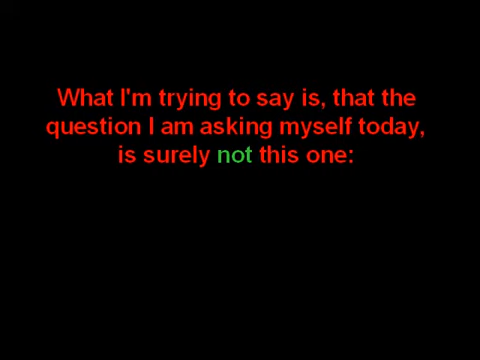 What I'm trying to say is, that the
question I am asking myself today,
is surely not this one: